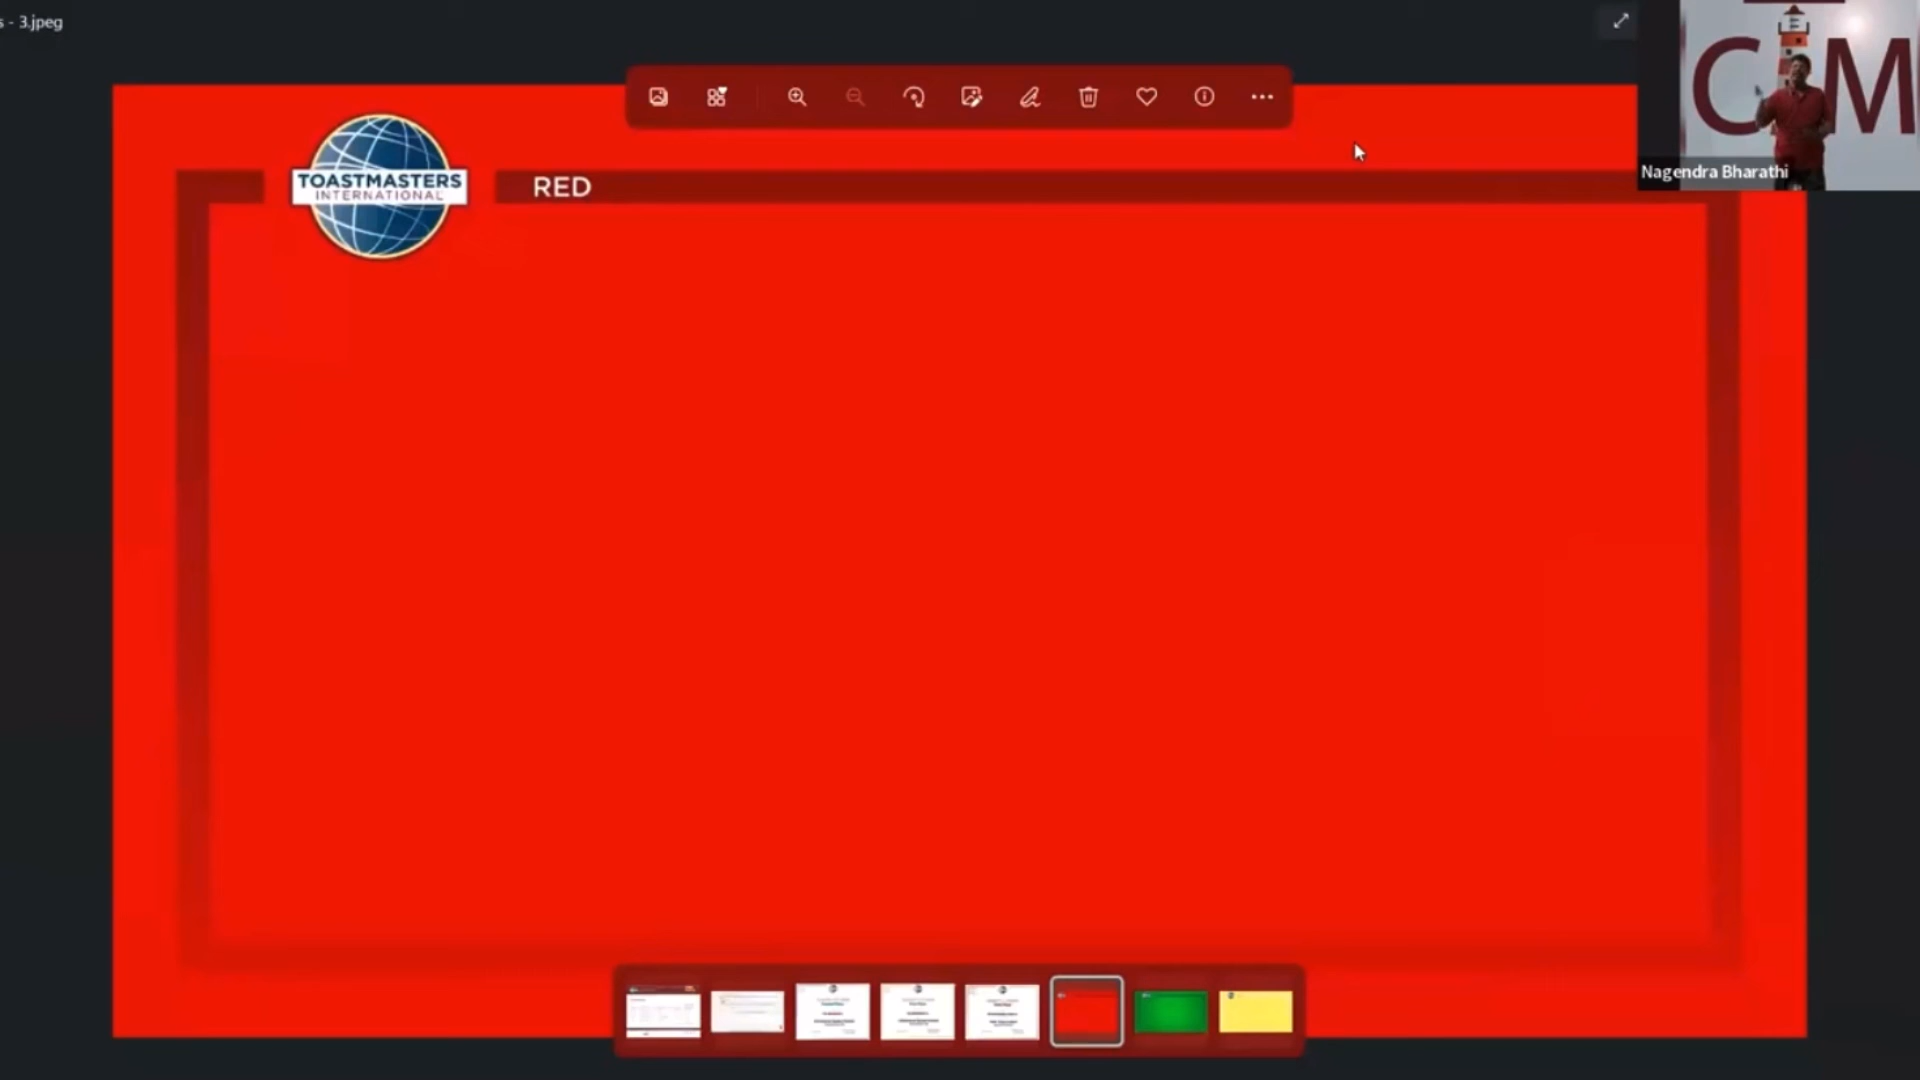 s - 3.jpeg
C M
Nagendra Bharathi
TOASTMASTERS
INTERNATIONAL
RED